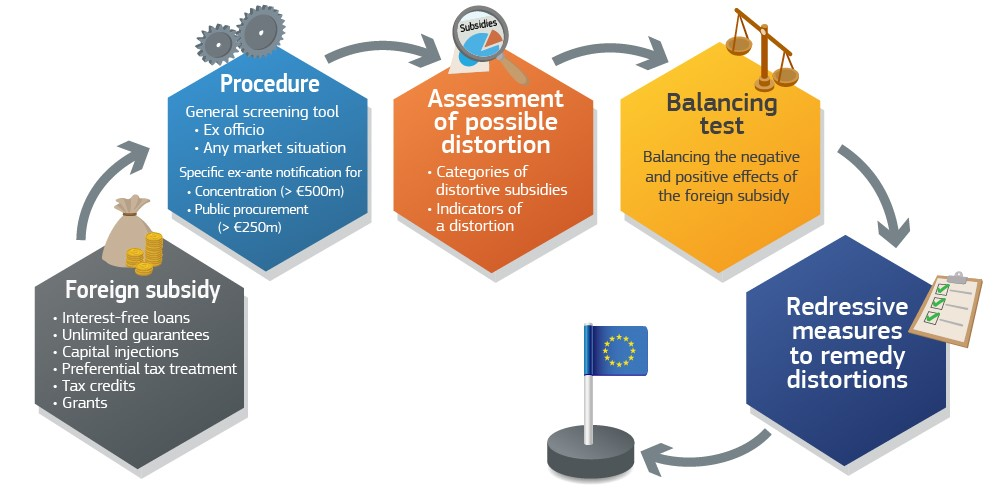 Foreign subsidy
• Interest-free loans
• Unlimited guarantees
• Capital injections
• Preferential tax treatment
• Tax credits
• Grants
Procedure
General screening tool
• Ex officio
• Any market situation
Specific ex-ante notification for
• Concentration (> €500m)
• Public procurement
(> €250m)
Subsidies
Assessment
of possible
distortion
• Categories of
distortive subsidies
• Indicators of
a distortion
Balancing
test
Balancing the negative
and positive effects of
the foreign subsidy
Redressive
measures
to remedy
distortions